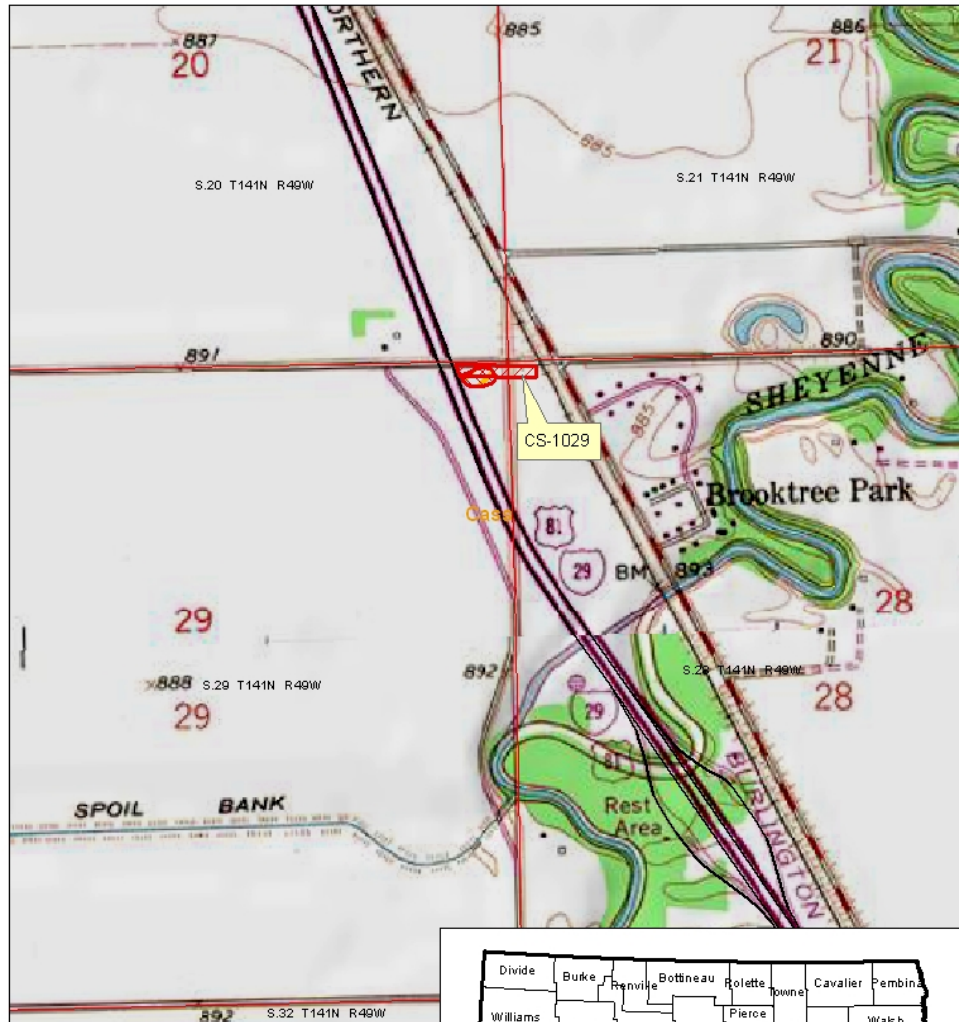 ORTHERN
885
886
887
20
21
885
S.20 T141N R49W
S.21 T141N R49W
891
890
SHEYENNE
CS-1029
885
Brooktree Park
Cass
81
29
BM
893
28
29
892
S.28 T141N R49W
888
S.29 T141N R49W
28
29
29
81
BURLINGTON
SPOIL BANK
Rest
Area
892
S.32 T141N R49W
Divide
Burke
Renville
Bottineau
Rolette
Towner
Cavalier
Pembina
Williams
Pierce
Walsh